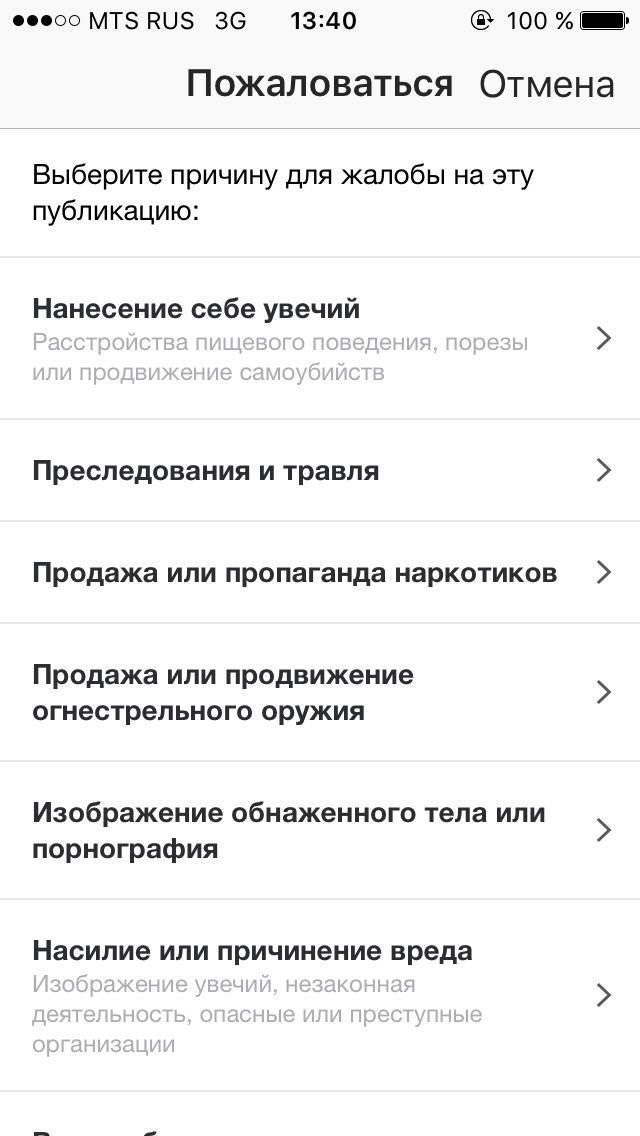 MTS RUS 3G 13:40 100 %
Пожаловаться Отмена
Выберите причину для жалобы на эту
публикацию:
Нанесение себе увечий
Расстройства пищевого поведения, порезы
или продвижение самоубийств
Преследования и травля
Продажа или пропаганда наркотиков
Продажа или продвижение
огнестрельного оружия
Изображение обнаженного тела или
порнография
Насилие или причинение вреда
Изображение увечий, незаконная
деятельность, опасные или преступные
организации